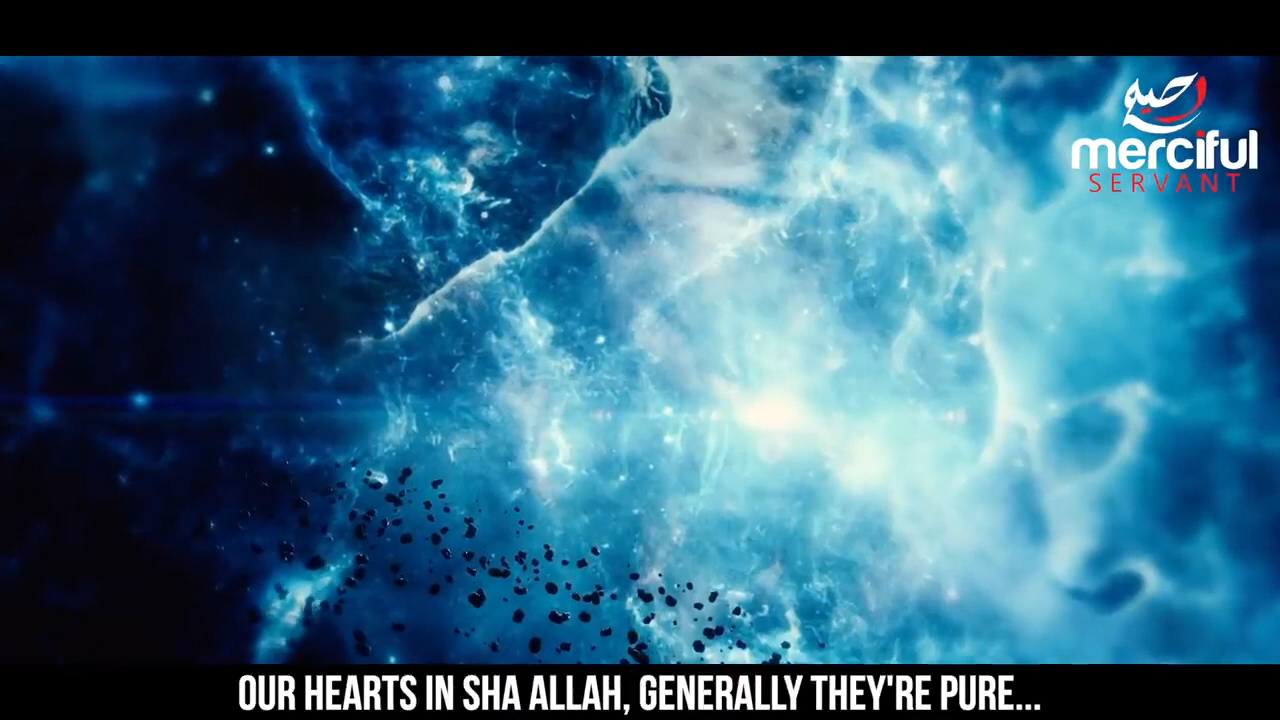 merciful
SERVANT
OUR HEARTS IN SHA ALLAH, GENERALLY THEY'RE PURE...